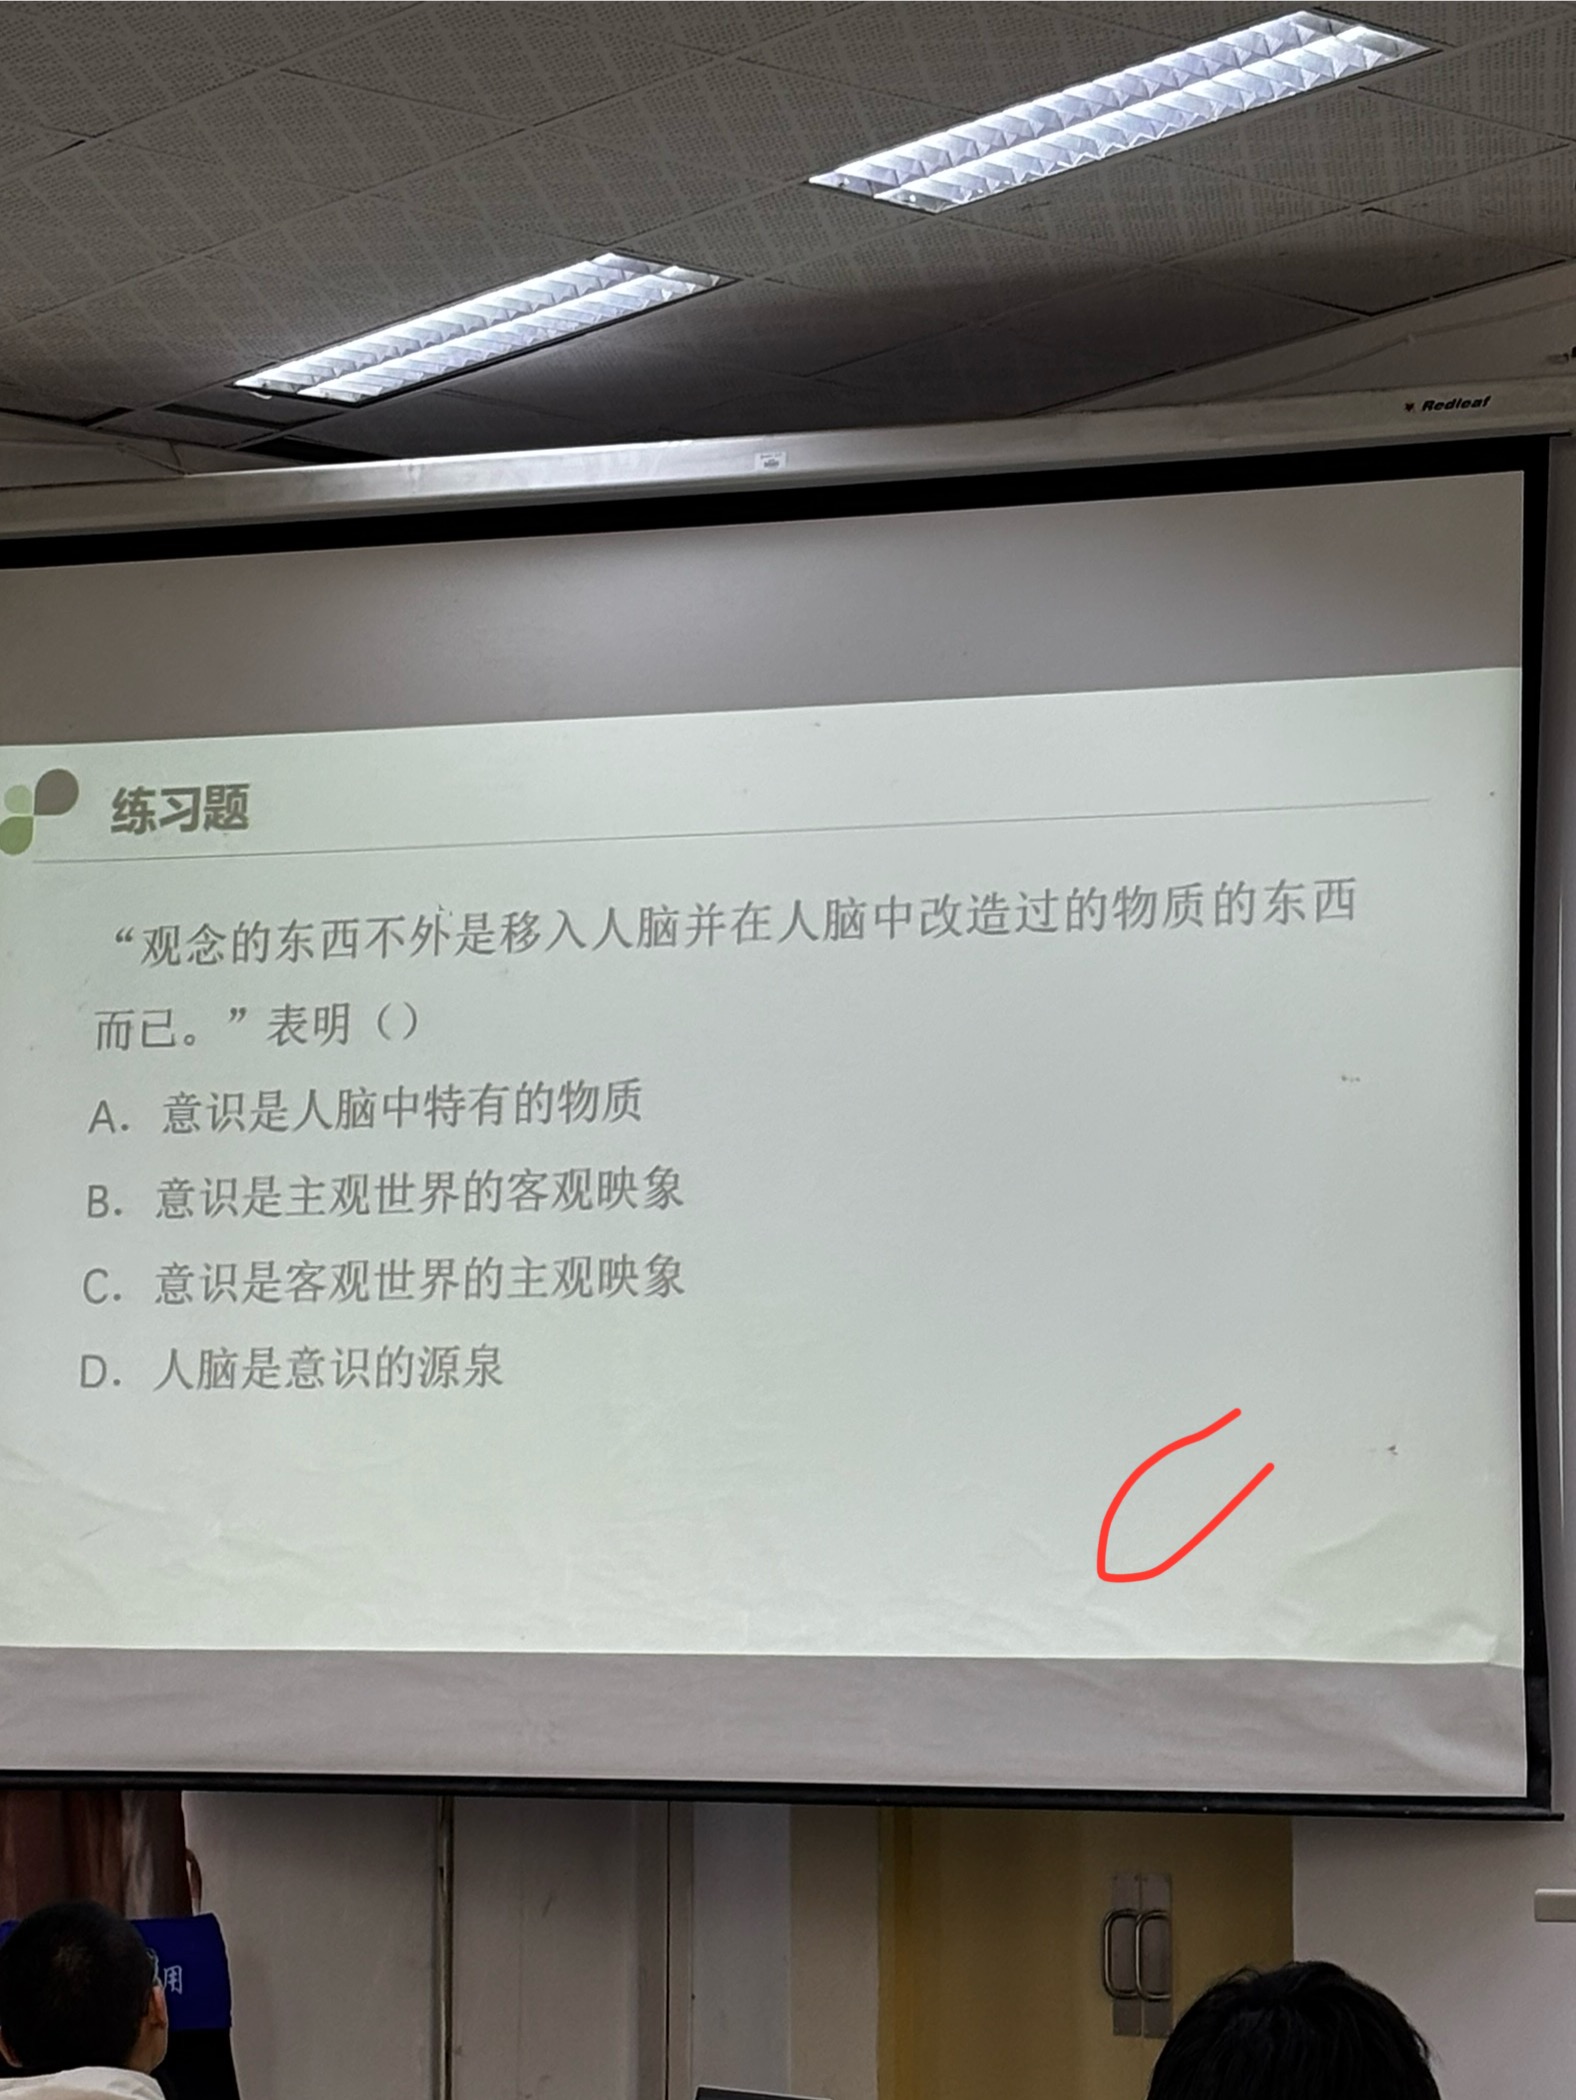 Redleaf
练习题
“观念的东西不外是移入人脑并在人脑中改造过的物质的东西
而已。”表明（）
A．意识是人脑中特有的物质
B．意识是主观世界的客观映象
C．意识是客观世界的主观映象
D．人脑是意识的源泉
用